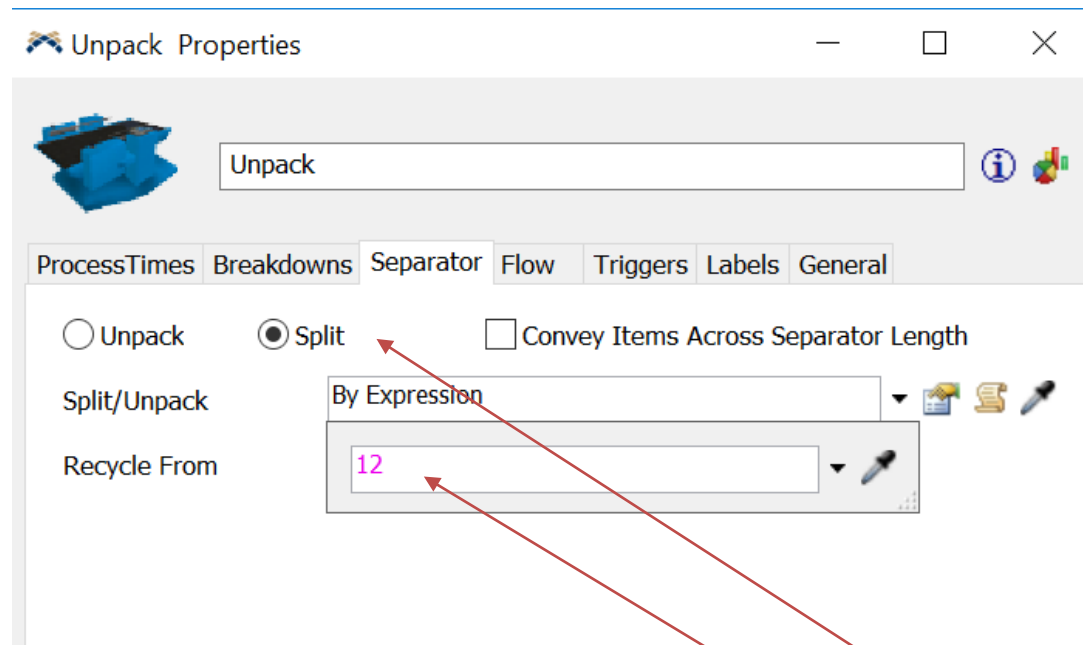 Unpack Properties
Unpack
ProcessTimes Breakdowns Separator Flow Triggers Labels General
Unpack Split Convey Items Across Separator Length
Split/Unpack By Expression
Recycle From 12